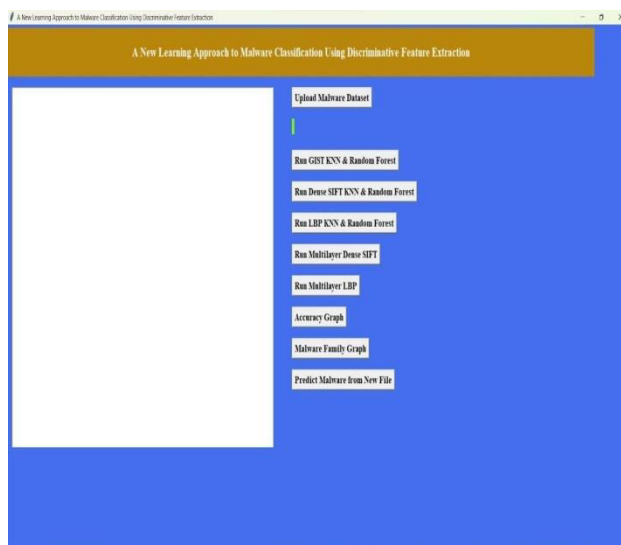 A New Learning Approach to Malware Classification Using Discriminative Feature Extraction
A New Learning Approach to Malware Classification Using Discriminative Feature Extraction
Upload Malware Dataset
Run GIST KNN & Random Forest
Run Dense SIFT KNN & Random Forest
Run LBP KNN & Random Forest
Run Multilayer Dense SIFT
Run Multilayer LBP
Accuracy Graph
Malware Family Graph
Predict Malware from New File